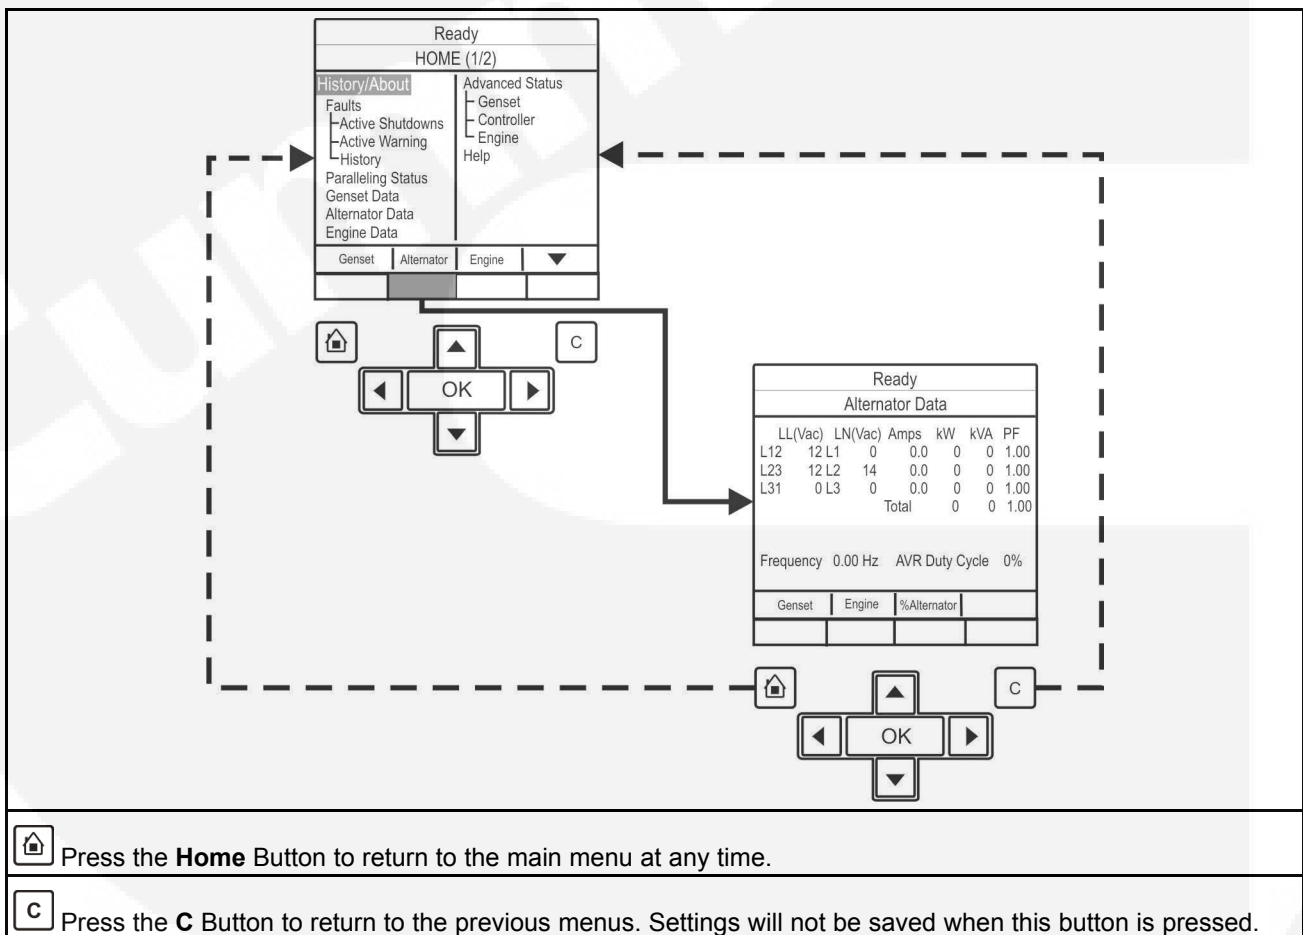 Ready
HOME (1/2)
History/About
Faults
Active Shutdowns
Active Warning
History
Paralleling Status
Genset Data
Alternator Data
Engine Data
Advanced Status
Genset
Controller
Engine
Help
Genset Alternator Engine
C
OK
Ready
Alternator Data
LL(Vac) LN(Vac) Amps kW kVA PF
L12 12 L1 0 0.0 0 0 1.00
L23 12 L2 14 0.0 0 0 1.00
L31 0 L3 0 0.0 0 0 1.00
Total 0 0 1.00
Frequency 0.00 Hz AVR Duty Cycle 0%
Genset Engine %Alternator
C
OK
Press the Home Button to return to the main menu at any time.
C Press the C Button to return to the previous menus. Settings will not be saved when this button is pressed.